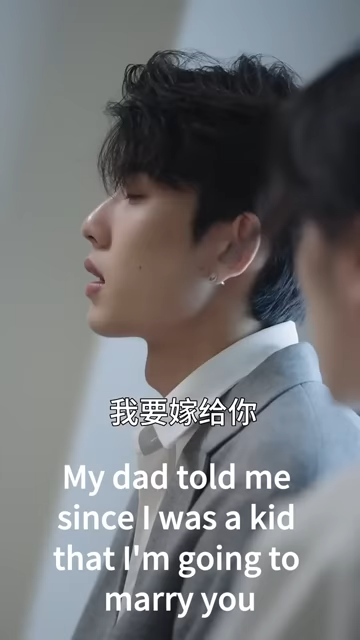 我要嫁给你
My dad told me
since I was a kid
that I'm going to
marry you